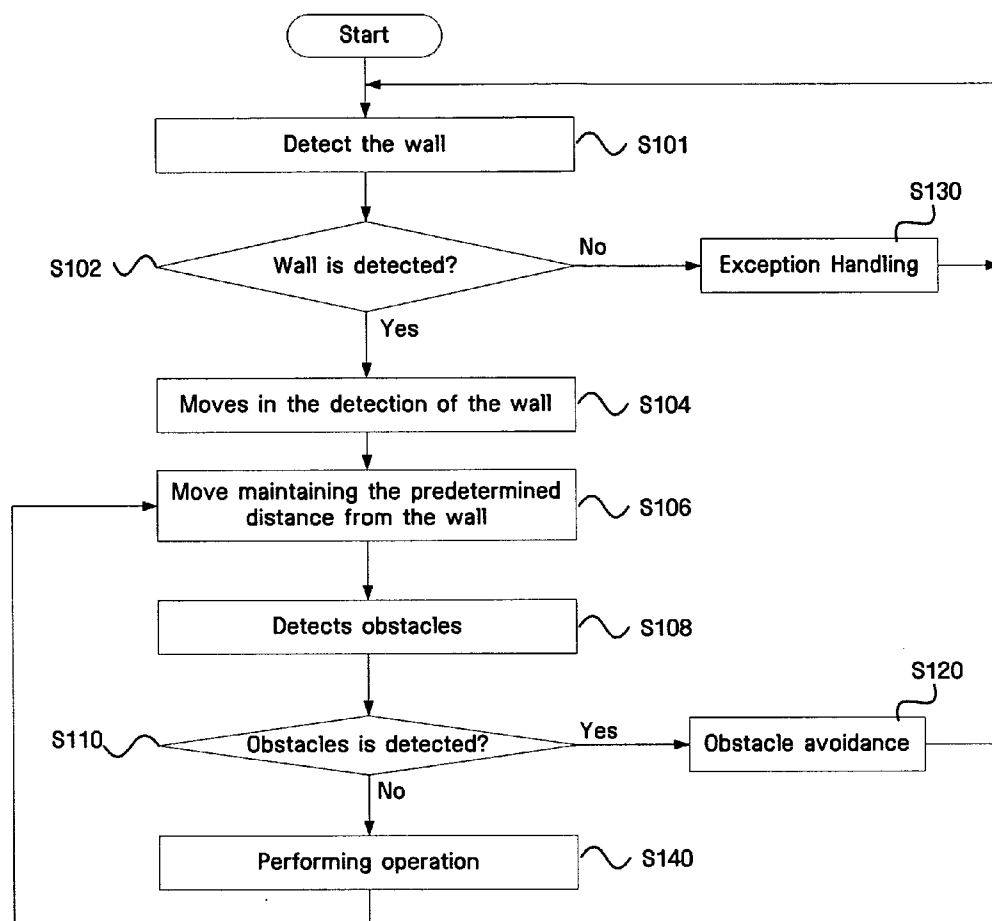 Start
Detect the wall
S101
S130
S102
Wall is detected?
No
Exception Handling
Yes
Moves in the detection of the wall
S104
Move maintaining the predetermined
distance from the wall
S106
Detects obstacles
S108
S120
S110
Obstacles is detected?
Yes
Obstacle avoidance
No
Performing operation
S140